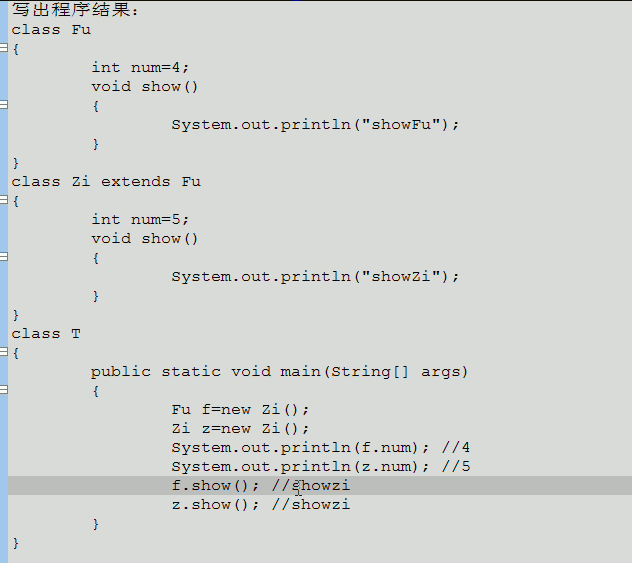 写出程序结果:
class Fu
{
int num=4;
void show()
{
System.out.println("showFu");
}
}
class Zi extends Fu
{
int num=5;
void show()
{
System.out.println("showZi");
}
}
class T
{
public static void main(String[] args)
{
Fu f=new Zi();
Zi z=new Zi();
System.out.println(f.num); //4
System.out.println(z.num); //5
f.show(); //showzi
z.show(); //showzi
}
}